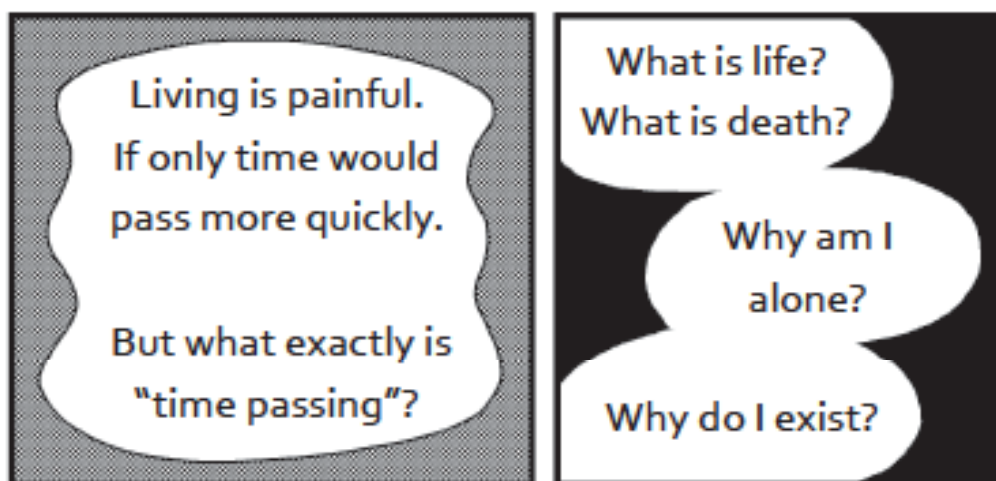 Living is painful.
If only time would
pass more quickly.
But what exactly is
“time passing”?
What is life?
What is death?
Why am I
alone?
Why do I exist?